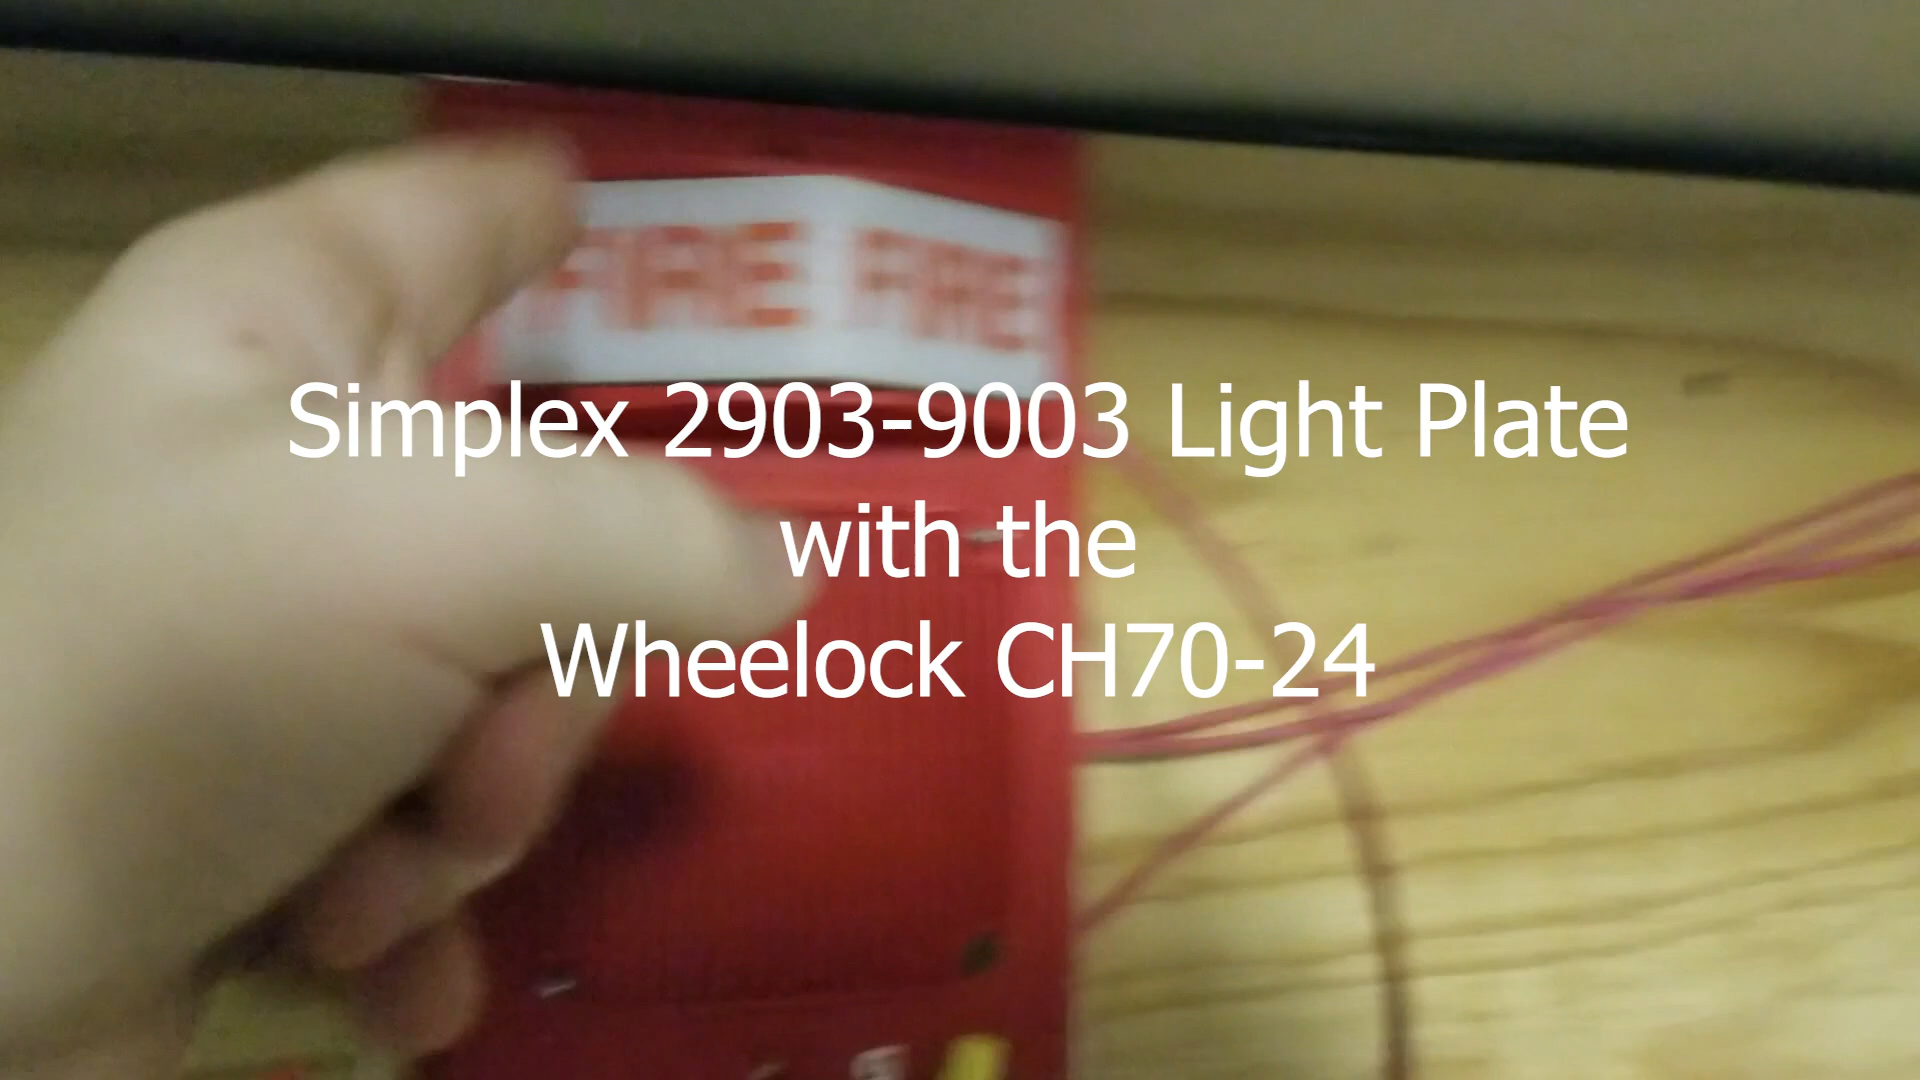 FIRE FIRE
Simplex 2903-9003 Light Plate
with the
Wheelock CH70-24